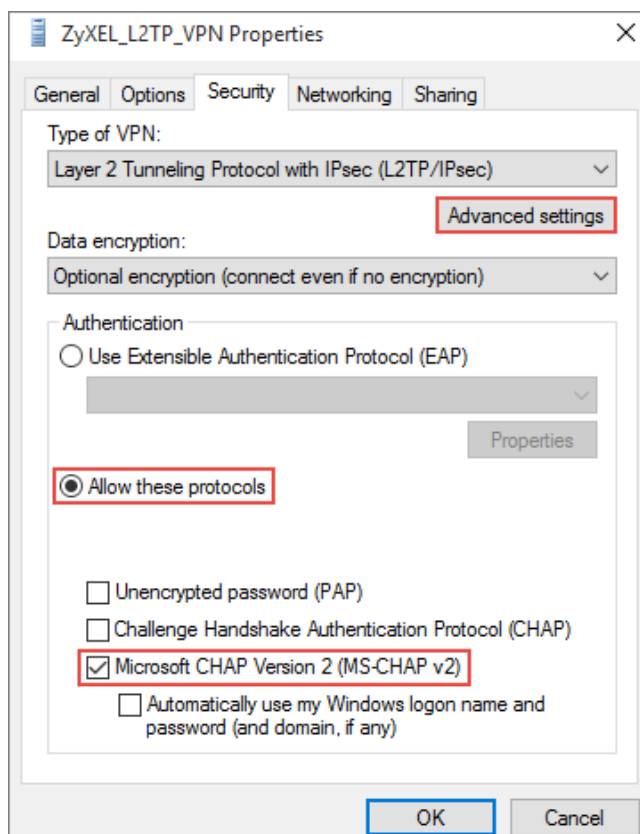 ZyXEL_L2TP_VPN Properties
General Options Security Networking Sharing
Type of VPN:
Layer 2 Tunneling Protocol with IPsec (L2TP/IPsec)
Advanced settings
Data encryption:
Optional encryption (connect even if no encryption)
Authentication
Use Extensible Authentication Protocol (EAP)
Properties
Allow these protocols
Unencrypted password (PAP)
Challenge Handshake Authentication Protocol (CHAP)
Microsoft CHAP Version 2 (MS-CHAP v2)
Automatically use my Windows logon name and
password (and domain, if any)
OK Cancel